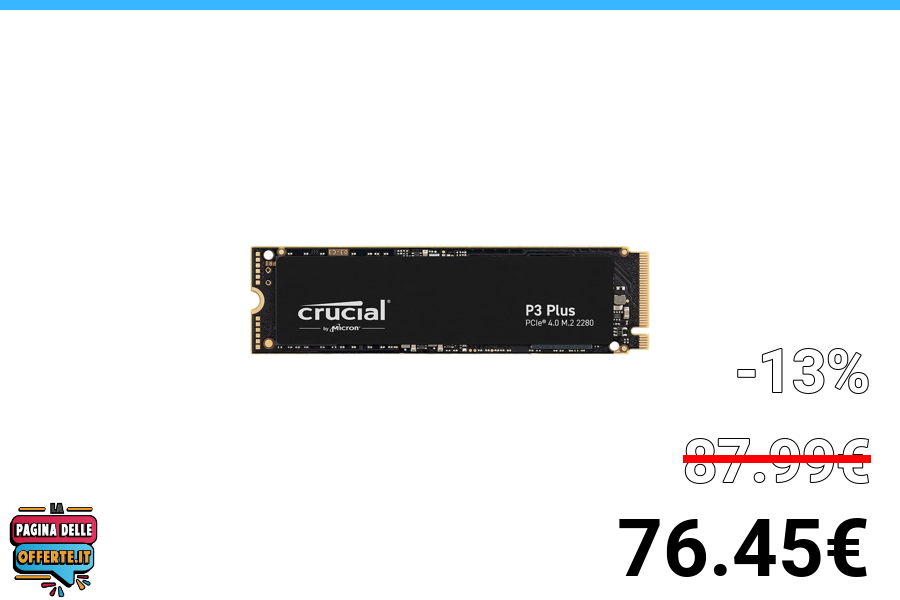 crucial®
by Micron®
P3 Plus
PCIe® 4.0 M.2 2280
-13%
87.99€
76.45€
LA
PAGINA DELLE
OFFERTE.IT